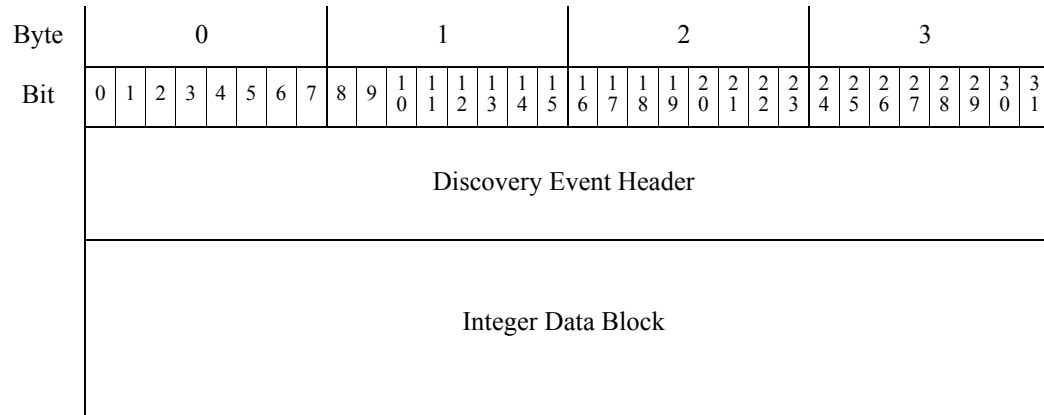 Byte 0 1 2 3
Bit 0 1 2 3 4 5 6 7 8 9 10 11 12 13 14 15 16 17 18 19 20 21 22 23 24 25 26 27 28 29 30 31
Discovery Event Header
Integer Data Block